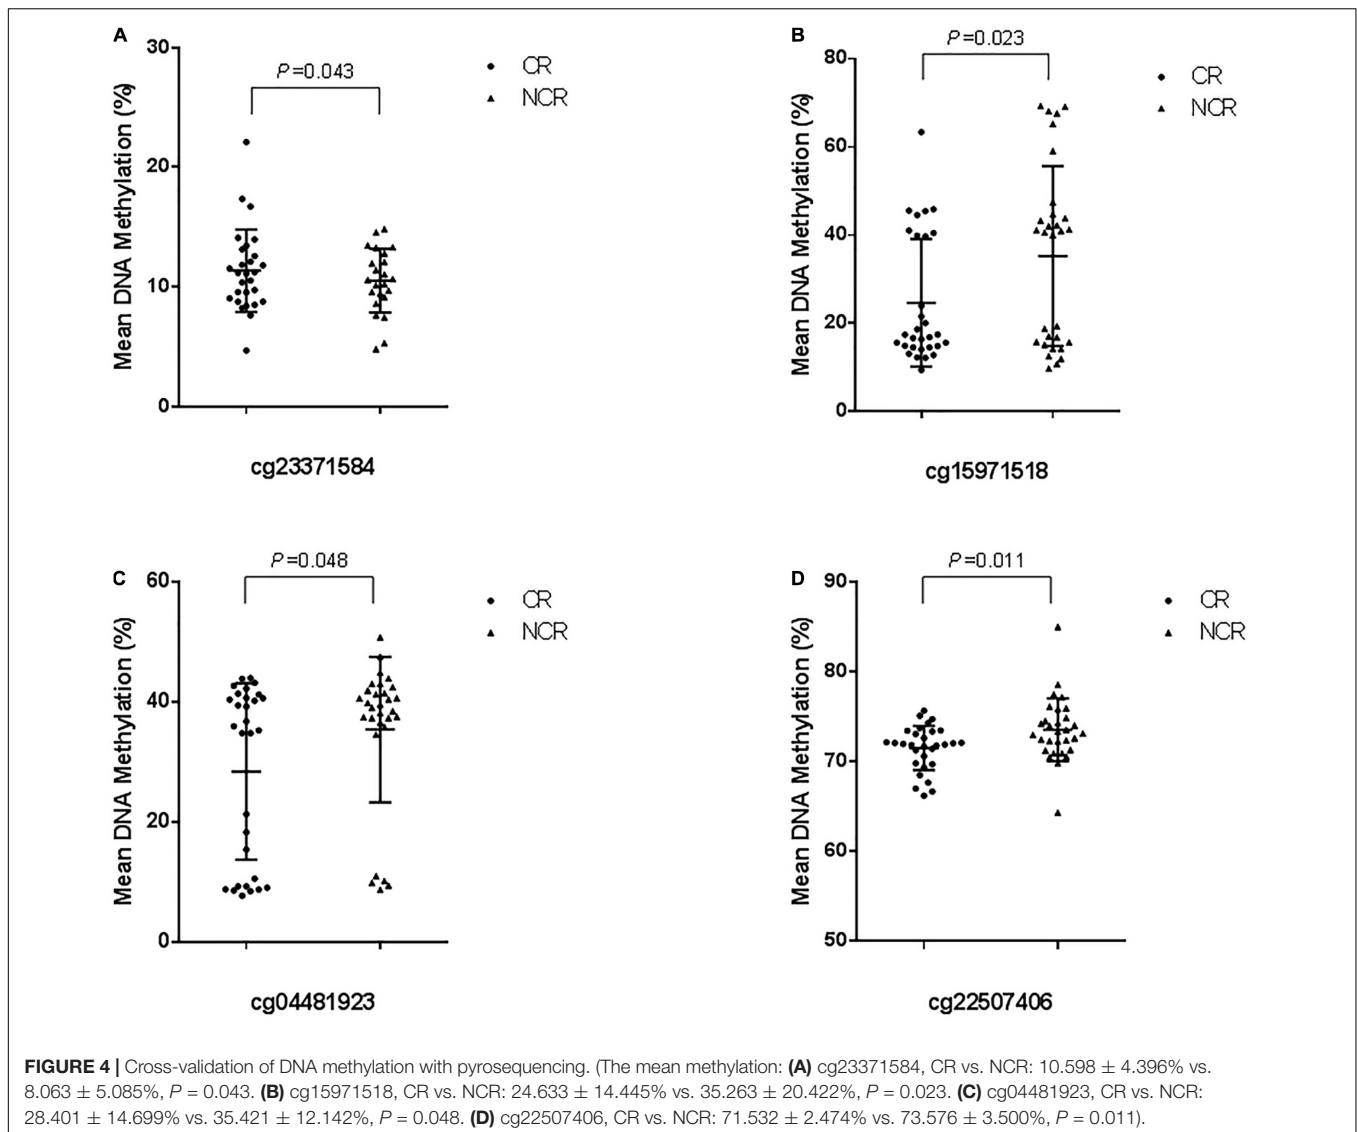 A
30
20
10
0
Mean DNA Methylation (%)
P=0.043
CR
NCR
cg23371584
B
80
60
40
20
0
Mean DNA Methylation (%)
P=0.023
CR
NCR
cg15971518
C
60
40
20
0
Mean DNA Methylation (%)
P=0.048
CR
NCR
cg04481923
D
90
80
70
60
50
Mean DNA Methylation (%)
P=0.011
CR
NCR
cg22507406
FIGURE 4 | Cross-validation of DNA methylation with pyrosequencing. (The mean methylation: (A) cg23371584, CR vs. NCR: 10.598 ± 4.396% vs.
8.063 ± 5.085%, P = 0.043. (B) cg15971518, CR vs. NCR: 24.633 ± 14.445% vs. 35.263 ± 20.422%, P = 0.023. (C) cg04481923, CR vs. NCR:
28.401 ± 14.699% vs. 35.421 ± 12.142%, P = 0.048. (D) cg22507406, CR vs. NCR: 71.532 ± 2.474% vs. 73.576 ± 3.500%, P = 0.011).